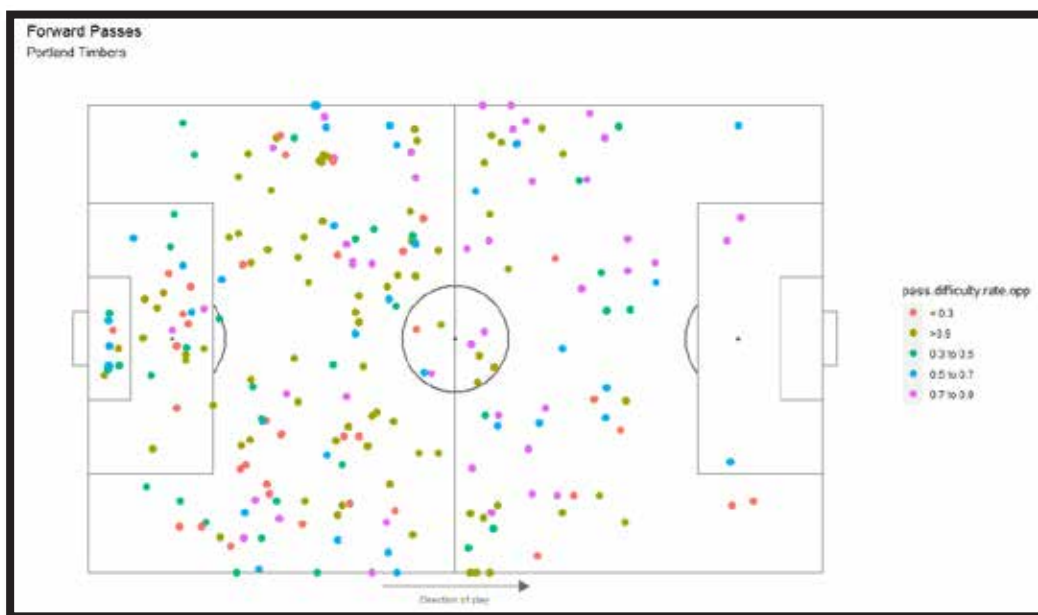 Forward Passes
Portland Timbers
pass.difficulty.rate.opp
< 0.3
>0.9
0.3 to 0.5
0.5 to 0.7
0.7 to 0.9
Direction of play